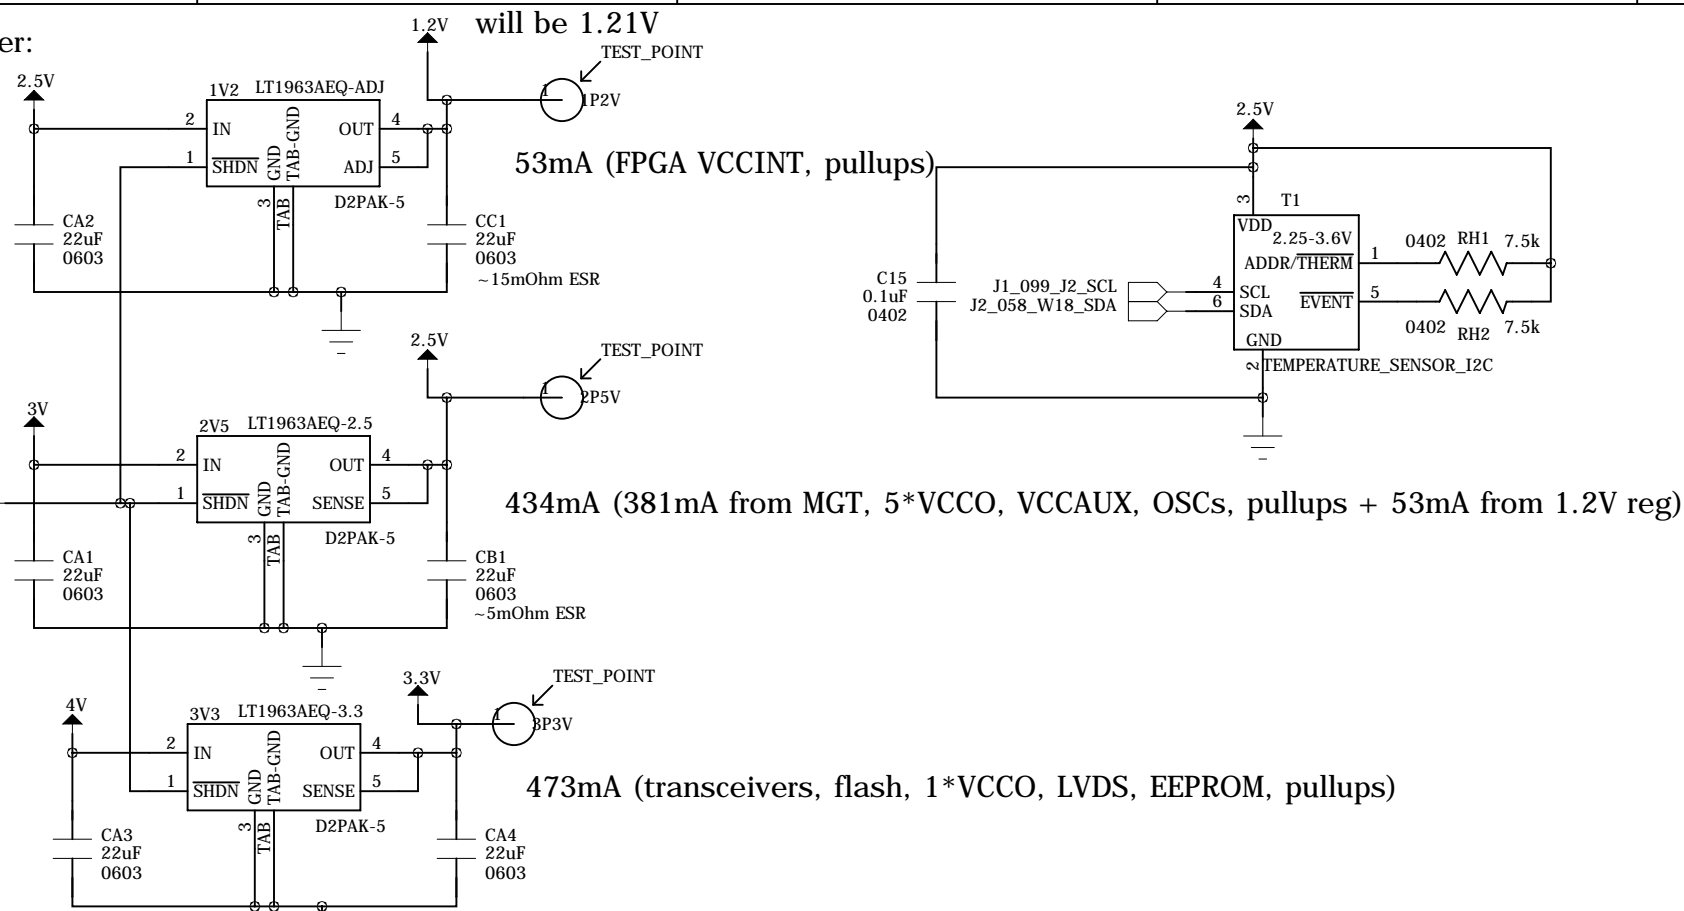 will be 1.21V
er:
1.2V
TEST_POINT
1P2V
2.5V
1V2 LT1963AEQ-ADJ
2 IN
1 SHDN
GND
TAB-GND
OUT 4
ADJ 5
3
TAB
D2PAK-5
53mA (FPGA VCCINT, pullups)
CA2
22uF
0603
CC1
22uF
0603
~15mOhm ESR
2.5V
3
T1
VDD
2.25-3.6V
ADDR/THERM 1
0402 RH1 7.5k
C15
0.1uF
0402
J1_099_J2_SCL 4 SCL
J2_058_W18_SDA 6 SDA
EVENT 5
0402 RH2 7.5k
GND
2
TEMPERATURE_SENSOR_I2C
2.5V
TEST_POINT
2P5V
1
3V
2V5 LT1963AEQ-2.5
2 IN
1 SHDN
GND
TAB-GND
OUT 4
SENSE 5
3
TAB
D2PAK-5
434mA (381mA from MGT, 5*VCCO, VCCAUX, OSCs, pullups + 53mA from 1.2V reg)
CA1
22uF
0603
CB1
22uF
0603
~5mOhm ESR
3.3V
TEST_POINT
3P3V
1
4V
3V3 LT1963AEQ-3.3
2 IN
1 SHDN
GND
TAB-GND
OUT 4
SENSE 5
3
TAB
D2PAK-5
473mA (transceivers, flash, 1*VCCO, LVDS, EEPROM, pullups)
CA3
22uF
0603
CA4
22uF
0603